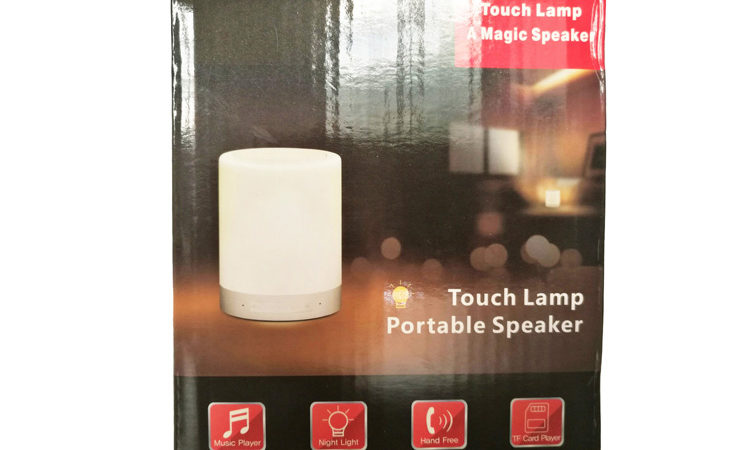 Touch Lamp
A Magic Speaker
Touch Lamp
Portable Speaker
Music Player
Night Light
Hand Free
TF Card Player